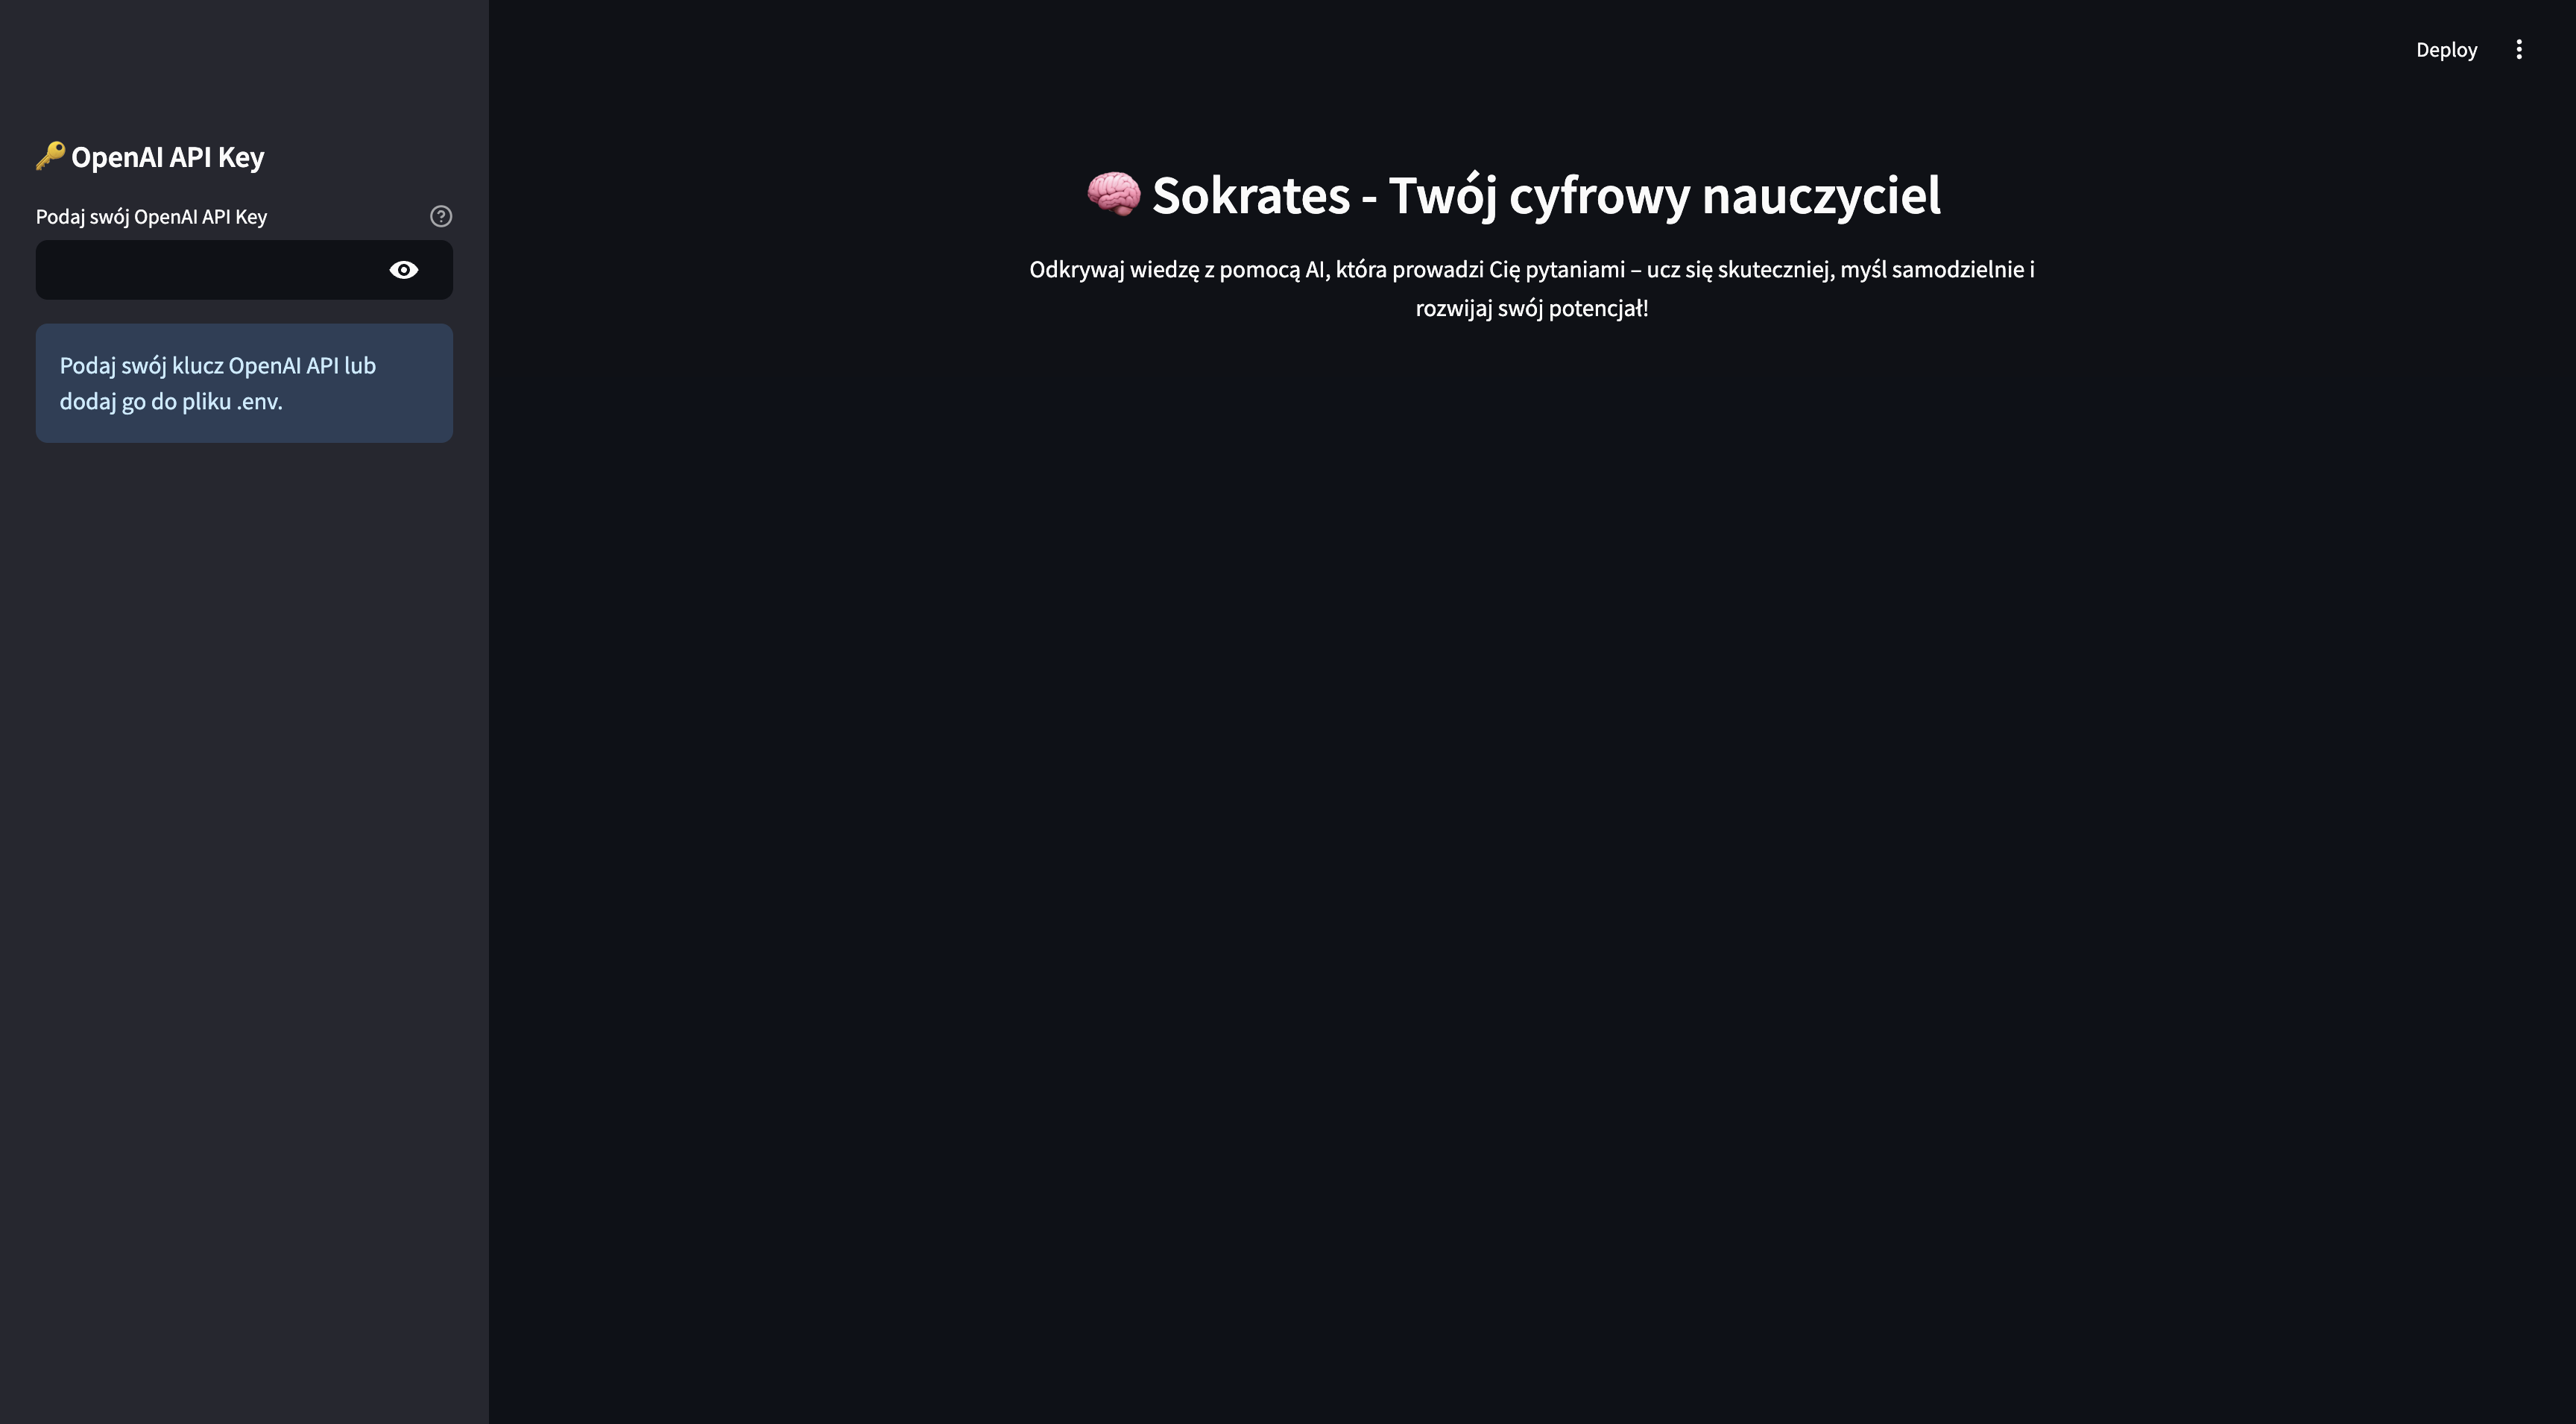 Deploy
🔑 OpenAI API Key
Podaj swój OpenAI API Key
Podaj swój klucz OpenAI API lub
dodaj go do pliku .env.
🧠 Sokrates - Twój cyfrowy nauczyciel
Odkrywaj wiedzę z pomocą AI, która prowadzi Cię pytaniami – ucz się skuteczniej, myśl samodzielnie i
rozwijaj swój potencjał!